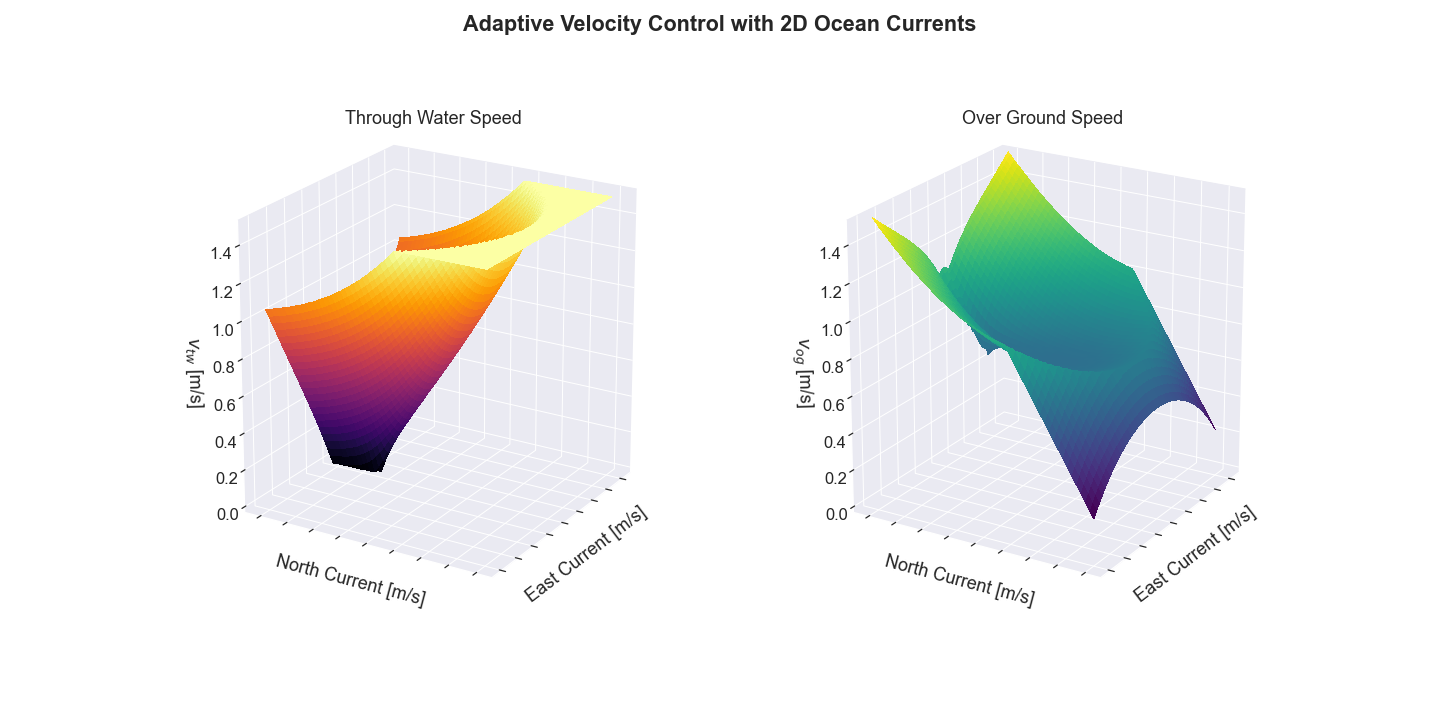 Adaptive Velocity Control with 2D Ocean Currents
Through Water Speed
1.4
1.2
1.0
0.8
0.6
0.4
0.2
0.0
v_tw [m/s]
North Current [m/s]
East Current [m/s]
Over Ground Speed
1.4
1.2
1.0
0.8
0.6
0.4
0.2
0.0
v_og [m/s]
North Current [m/s]
East Current [m/s]